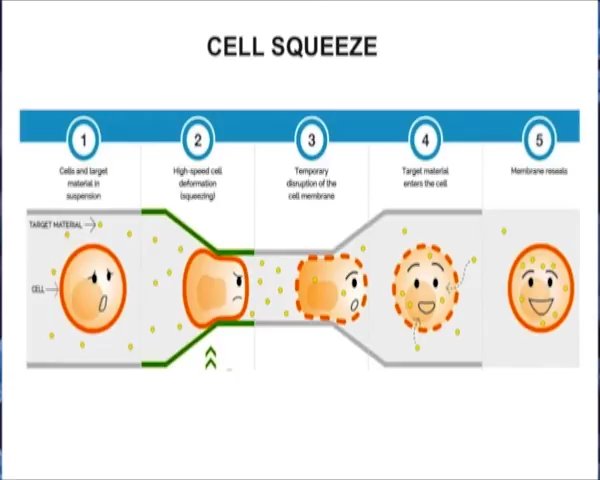 CELL SQUEEZE
1
2
3
4
5
Cells and target
material in
suspension
High-speed cell
deformation
(squeezing)
Temporary
disruption of the
cell membrane
Target material
enters the cell
Membrane reseals
TARGET MATERIAL
CELL